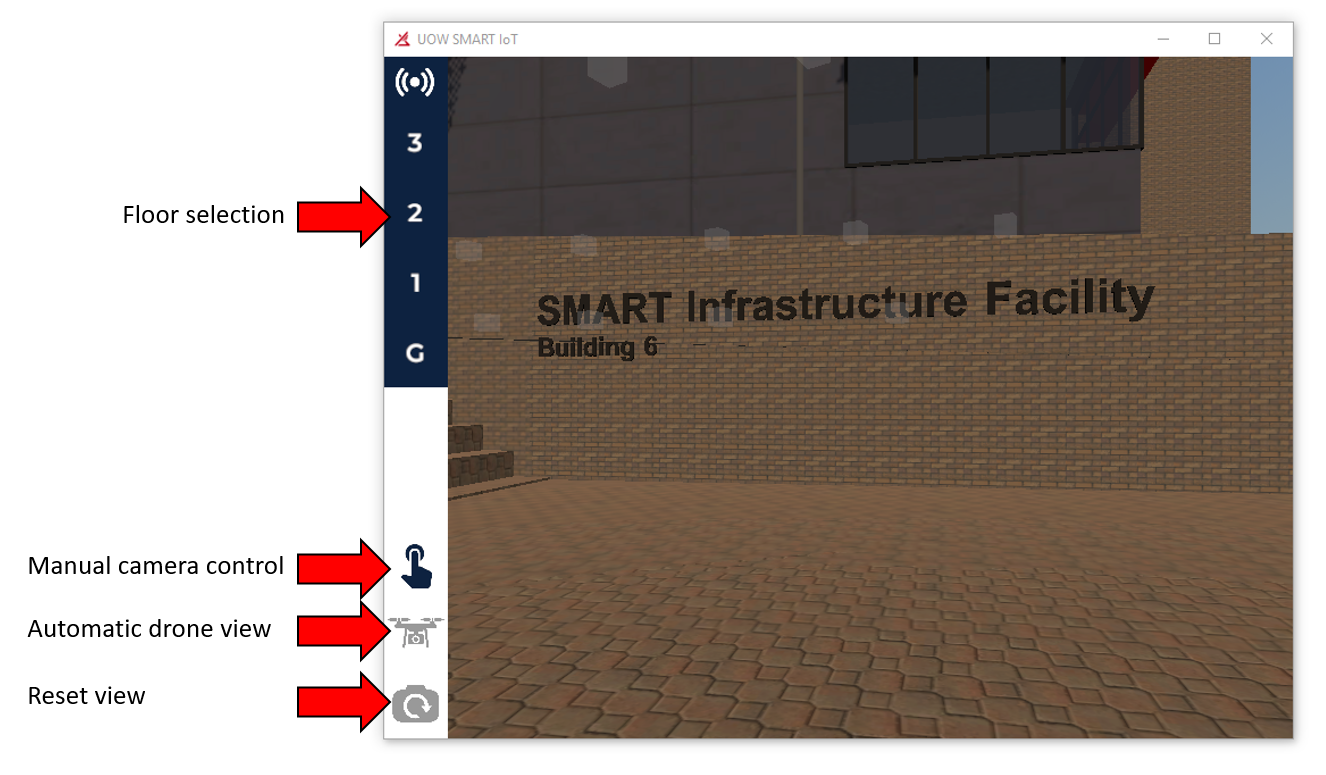 UOW SMART IoT
3
Floor selection
2
1
G
SMART Infrastructure Facility
Building 6
Manual camera control
Automatic drone view
Reset view